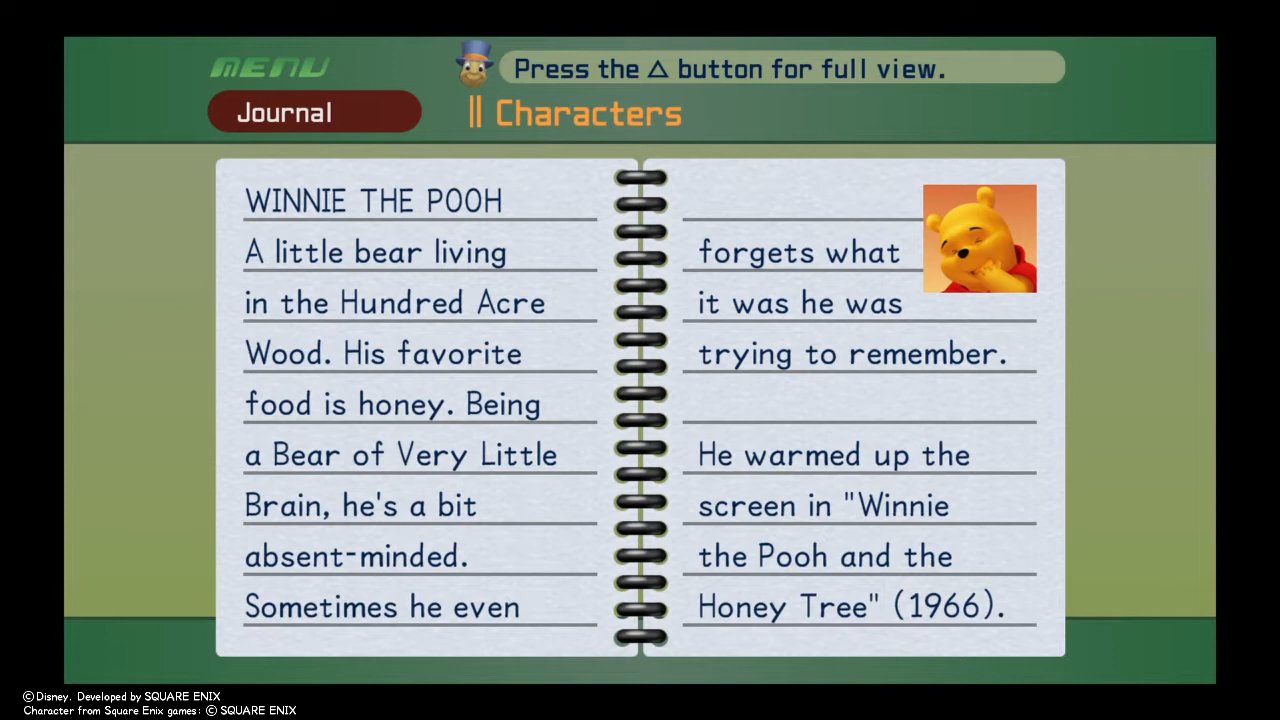 MENU
Press the △ button for full view.
Journal
Characters
WINNIE THE POOH
A little bear living
in the Hundred Acre
Wood. His favorite
food is honey. Being
a Bear of Very Little
Brain, he's a bit
absent-minded.
Sometimes he even
forgets what
it was he was
trying to remember.
He warmed up the
screen in "Winnie
the Pooh and the
Honey Tree" (1966).
©Disney. Developed by SQUARE ENIX
Character from Square Enix games: © SQUARE ENIX